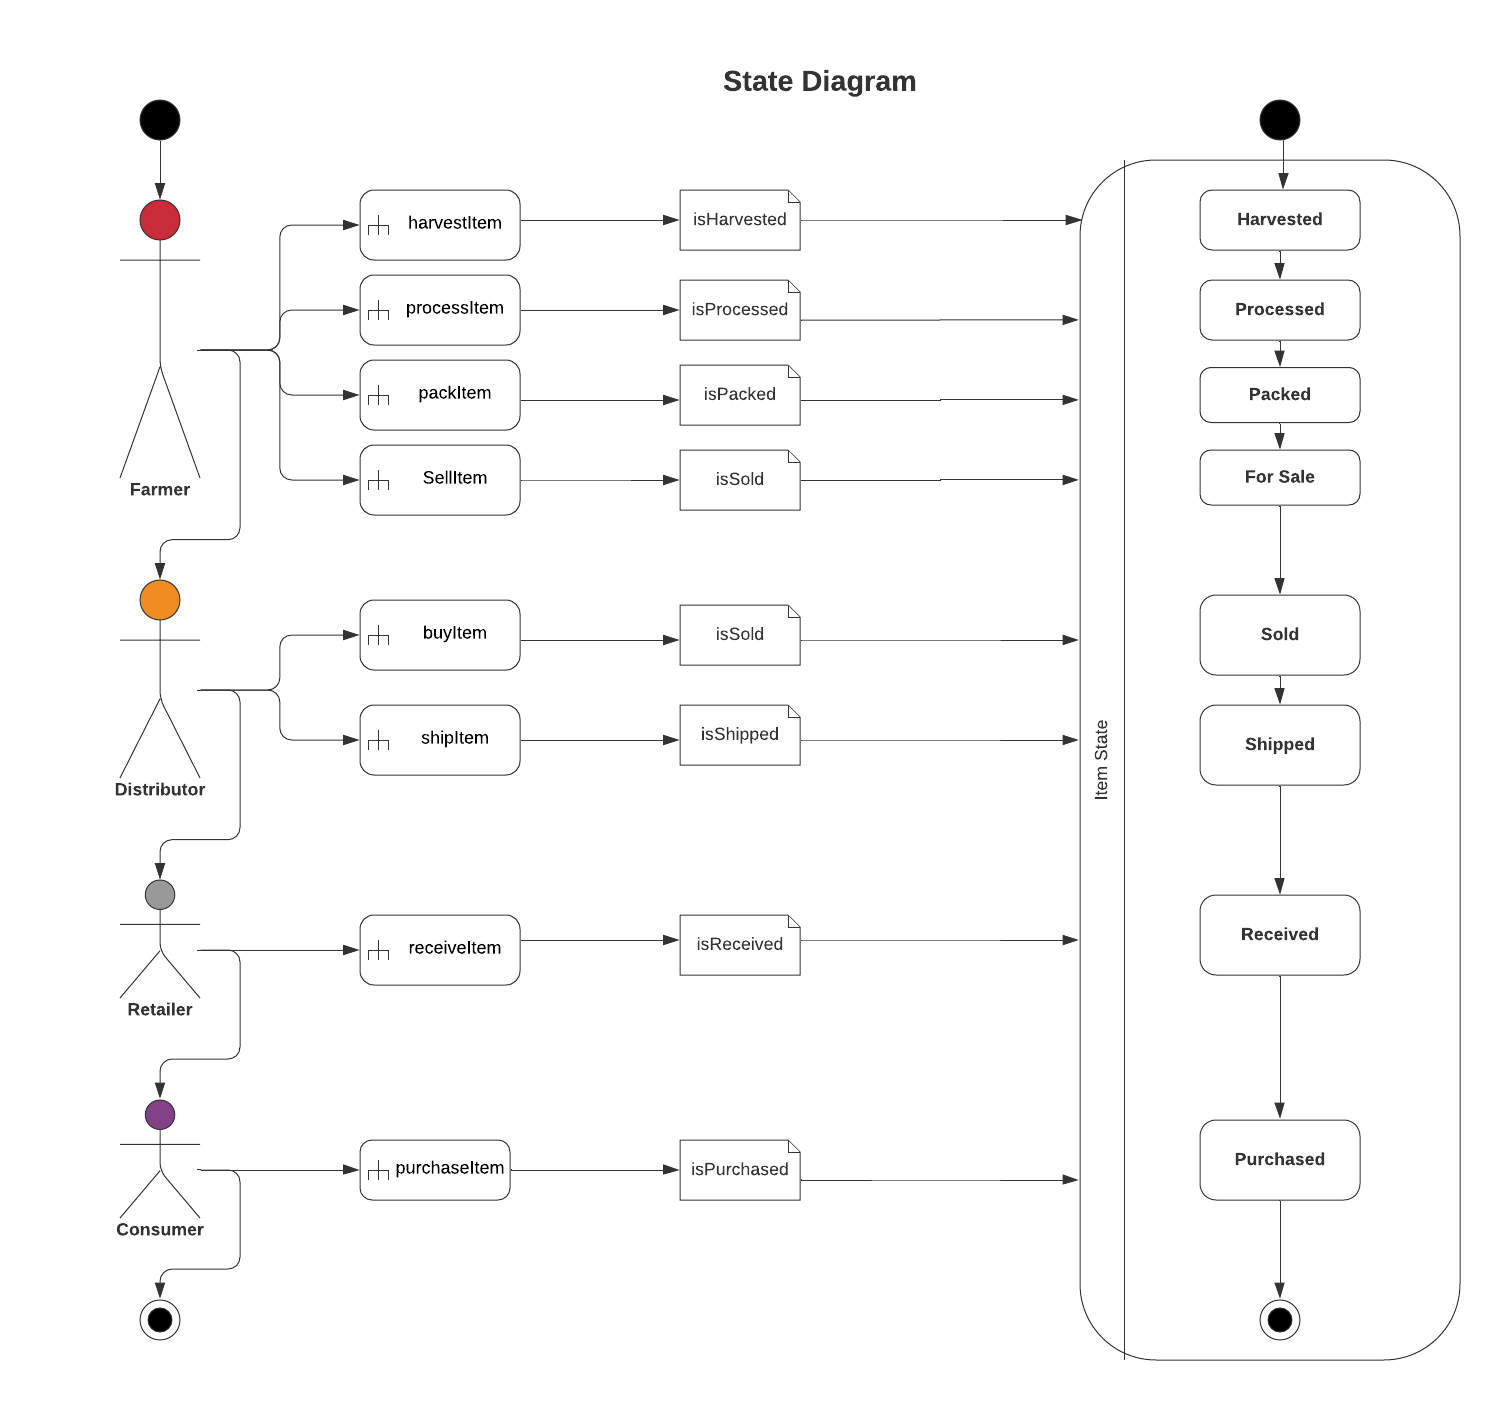 State Diagram
harvestItem
isHarvested
Harvested
processItem
isProcessed
Processed
packItem
isPacked
Packed
SellItem
isSold
For Sale
Farmer
buyItem
isSold
Sold
shipItem
isShipped
Shipped
Distributor
Item State
receiveItem
isReceived
Received
Retailer
purchaseItem
isPurchased
Purchased
Consumer